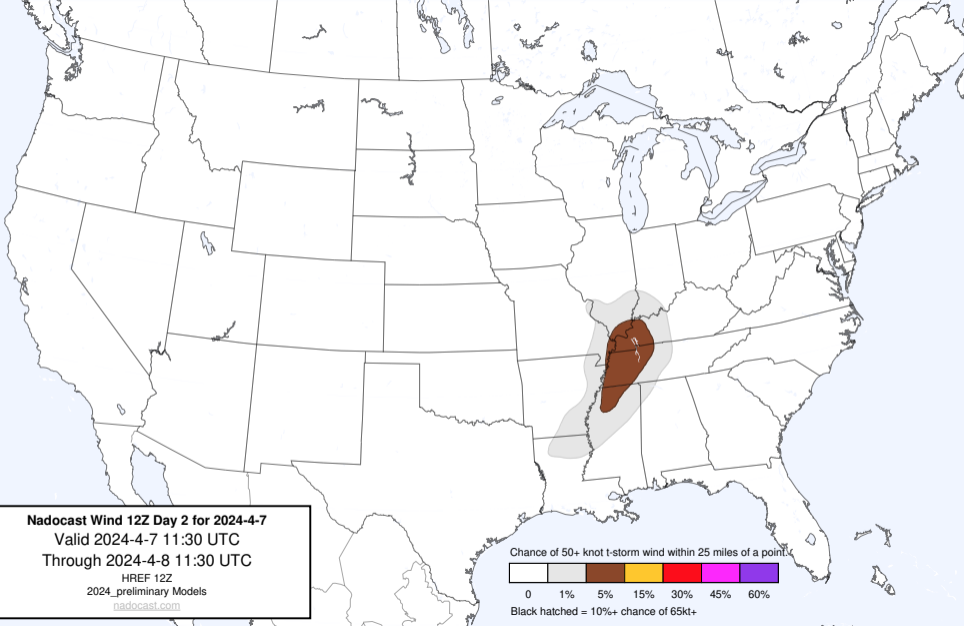 Nadocast Wind 12Z Day 2 for 2024-4-7
Valid 2024-4-7 11:30 UTC
Through 2024-4-8 11:30 UTC
HREF 12Z
2024_preliminary Models
nadocast.com
Chance of 50+ knot t-storm wind within 25 miles of a point.
0 1% 5% 15% 30% 45% 60%
Black hatched = 10%+ chance of 65kt+